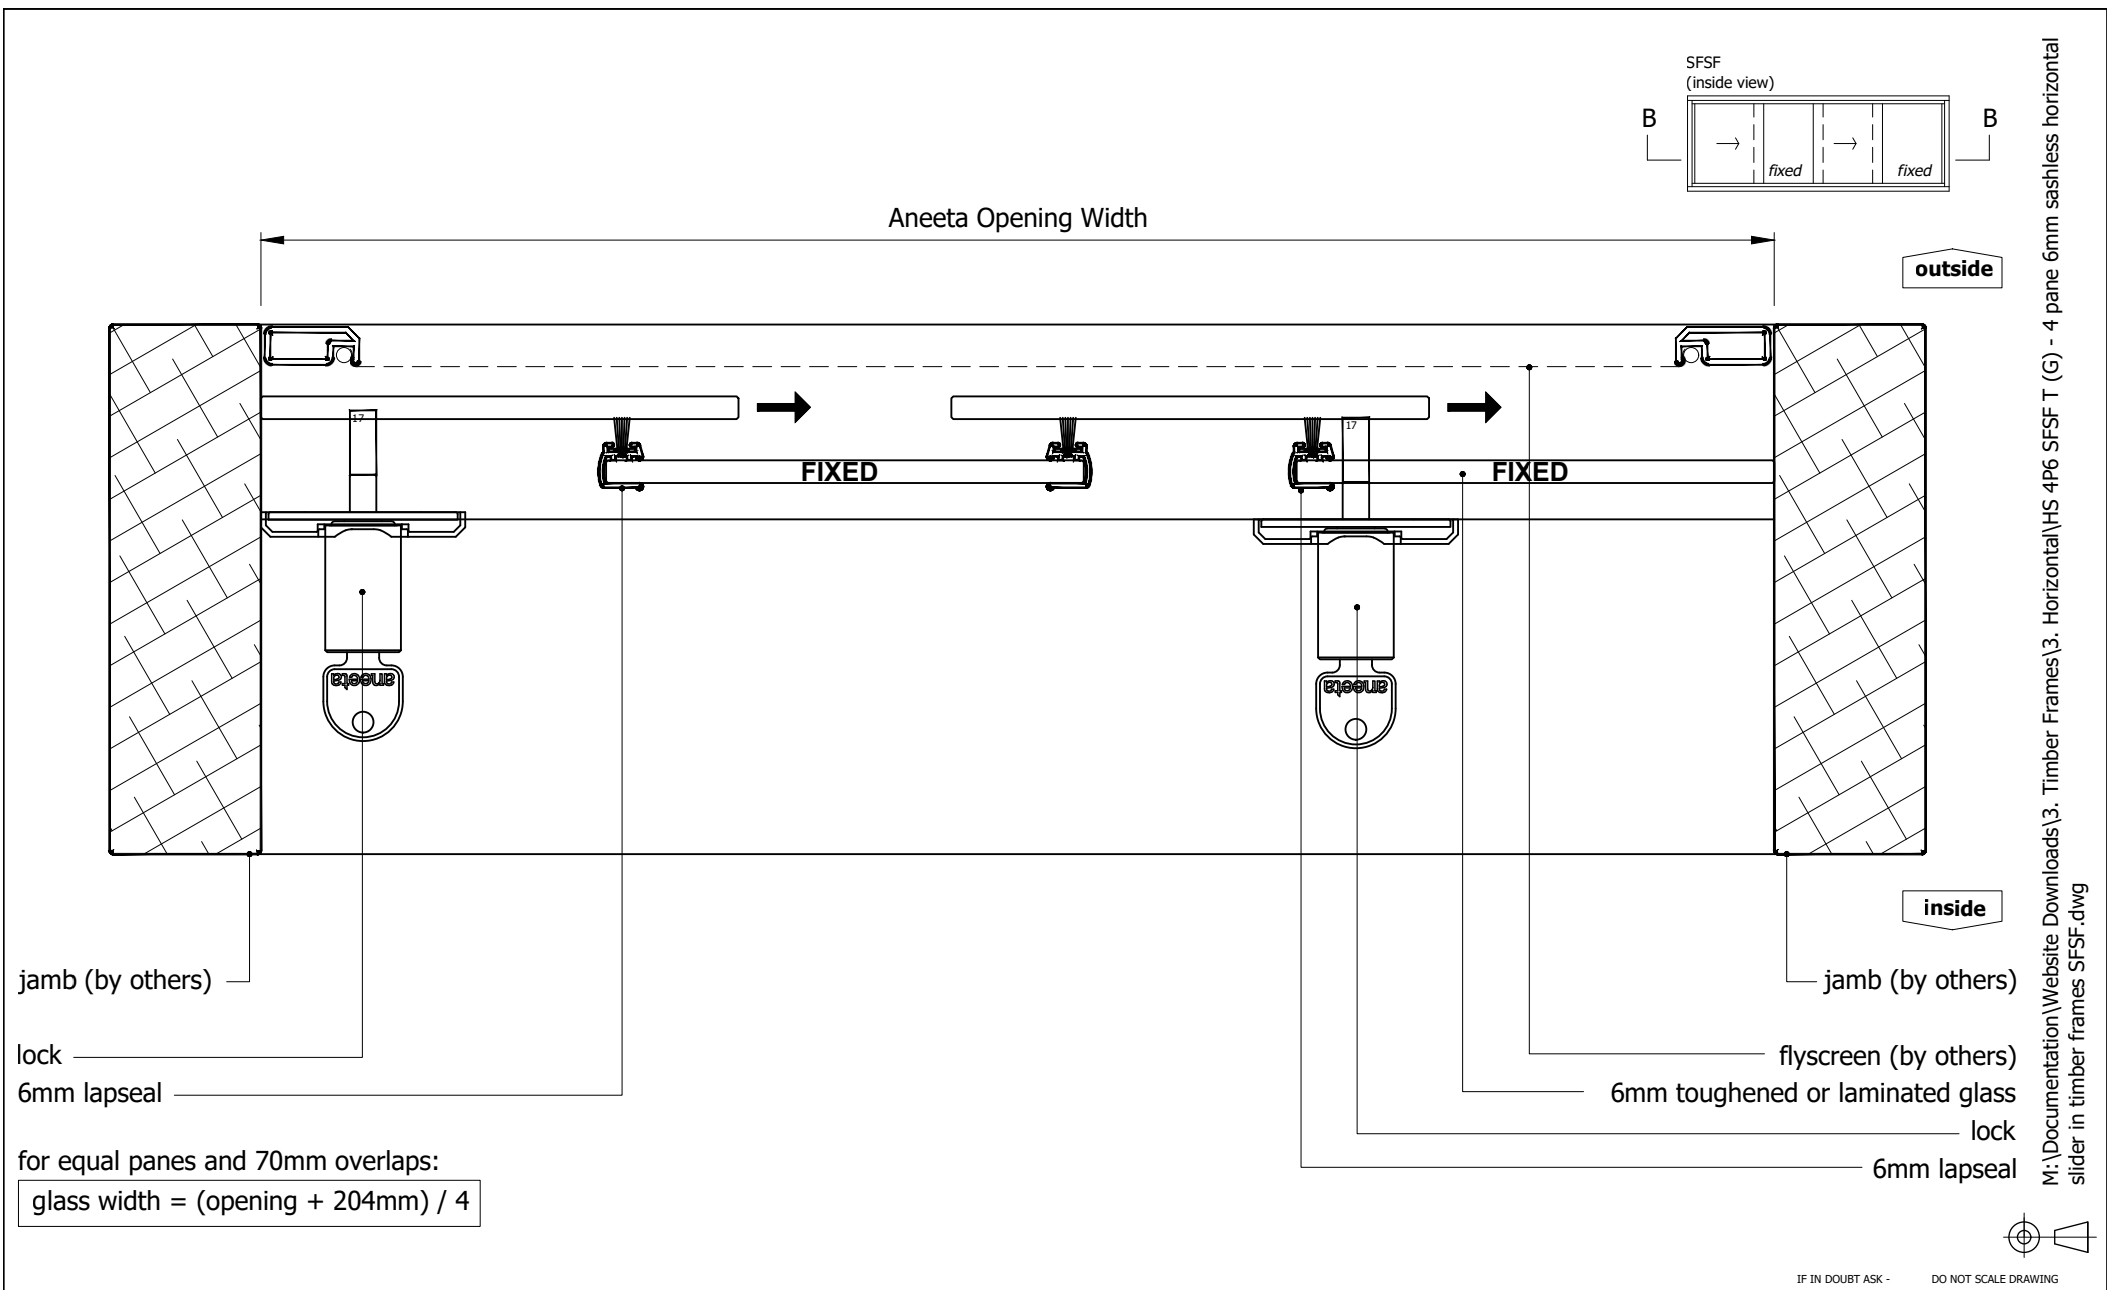 SFSF
(inside view)
B
B
fixed
fixed
Aneeta Opening Width
outside
17
17
FIXED
FIXED
aneeta
aneeta
inside
jamb (by others)
jamb (by others)
lock
flyscreen (by others)
6mm lapseal
6mm toughened or laminated glass
lock
6mm lapseal
for equal panes and 70mm overlaps:
glass width = (opening + 204mm) / 4
M:\Documentation\Website Downloads\3. Timber Frames\3. Horizontal\HS 4P6 SFSF T (G) - 4 pane 6mm sashless horizontal
slider in timber frames SFSF.dwg
IF IN DOUBT ASK - DO NOT SCALE DRAWING